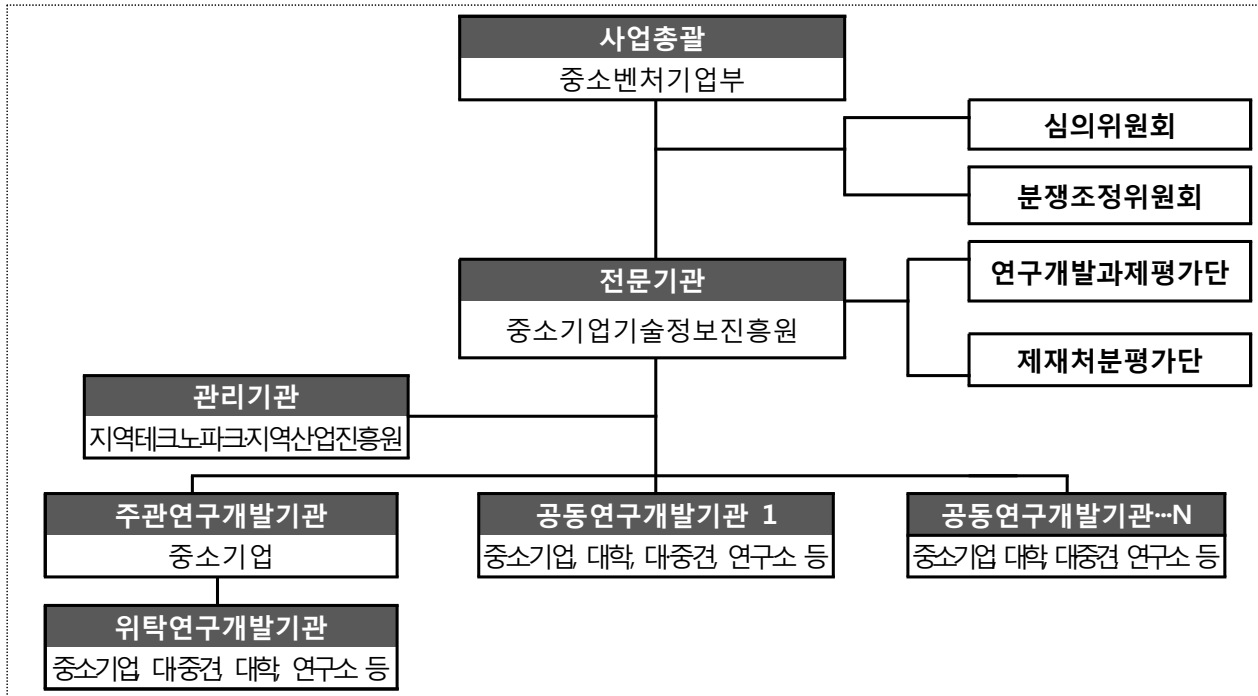 사업총괄
중소벤처기업부
심의위원회
분쟁조정위원회
전문기관
중소기업기술정보진흥원
연구개발과제평가단
제재처분평가단
관리기관
지역테크노파크·지역산업진흥원
주관연구개발기관
중소기업
공동연구개발기관 1
중소기업, 대학, 대·중견, 연구소 등
공동연구개발기관…N
중소기업, 대학, 대·중견, 연구소 등
위탁연구개발기관
중소기업, 대·중견, 대학, 연구소 등